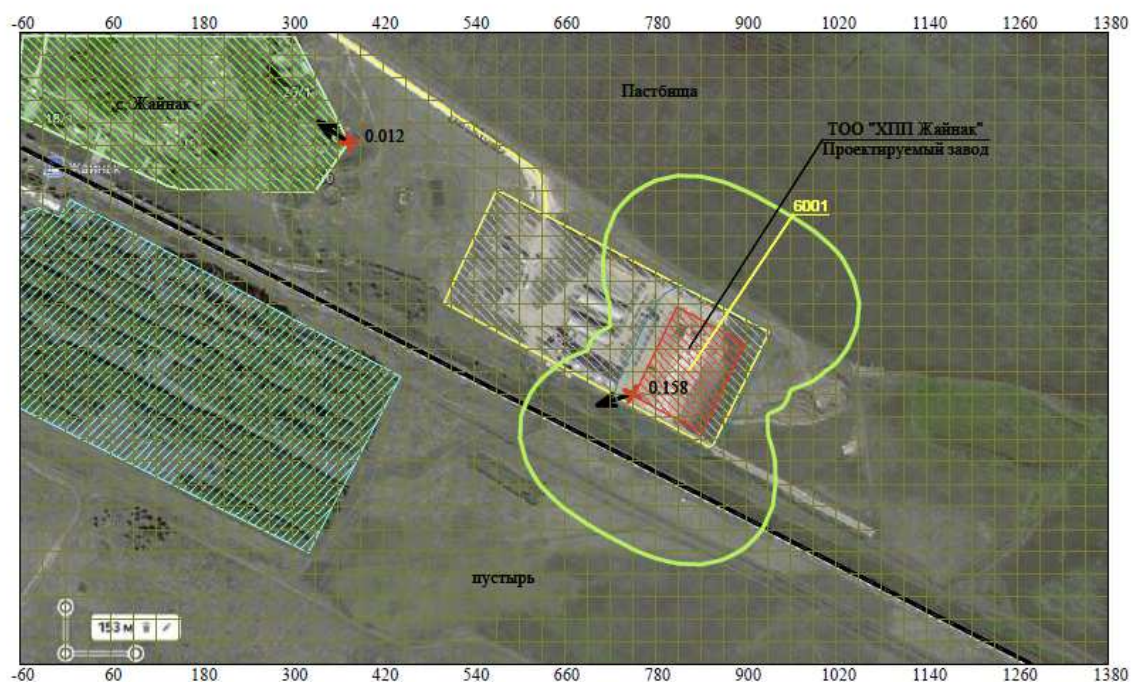 -60 60 180 300 420 540 660 780 900 1020 1140 1260 1380
Пастбища
с. Жайнак
ТОО "ХПП Жайнак"
Проектируемый завод
0.012
6001
0.158
пустырь
153 м
-60 60 180 300 420 540 660 780 900 1020 1140 1260 1380